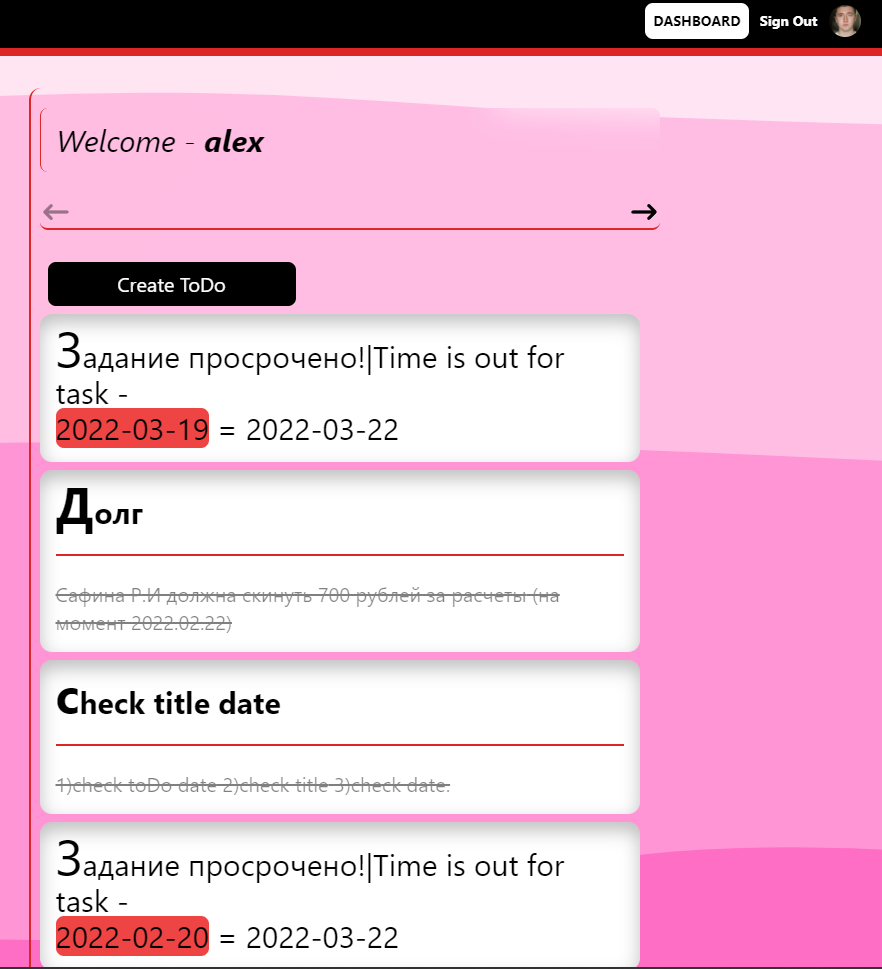 DASHBOARD Sign Out
Welcome - alex
Create ToDo
Задание просрочено!|Time is out for
task -
2022-03-19 = 2022-03-22
Долг
Сафина Р.И должна скинуть 700 рублей за расчеты (на
момент 2022.02.22)
Check title date
1)check toDo date 2)check title 3)check date.
Задание просрочено!|Time is out for
task -
2022-02-20 = 2022-03-22